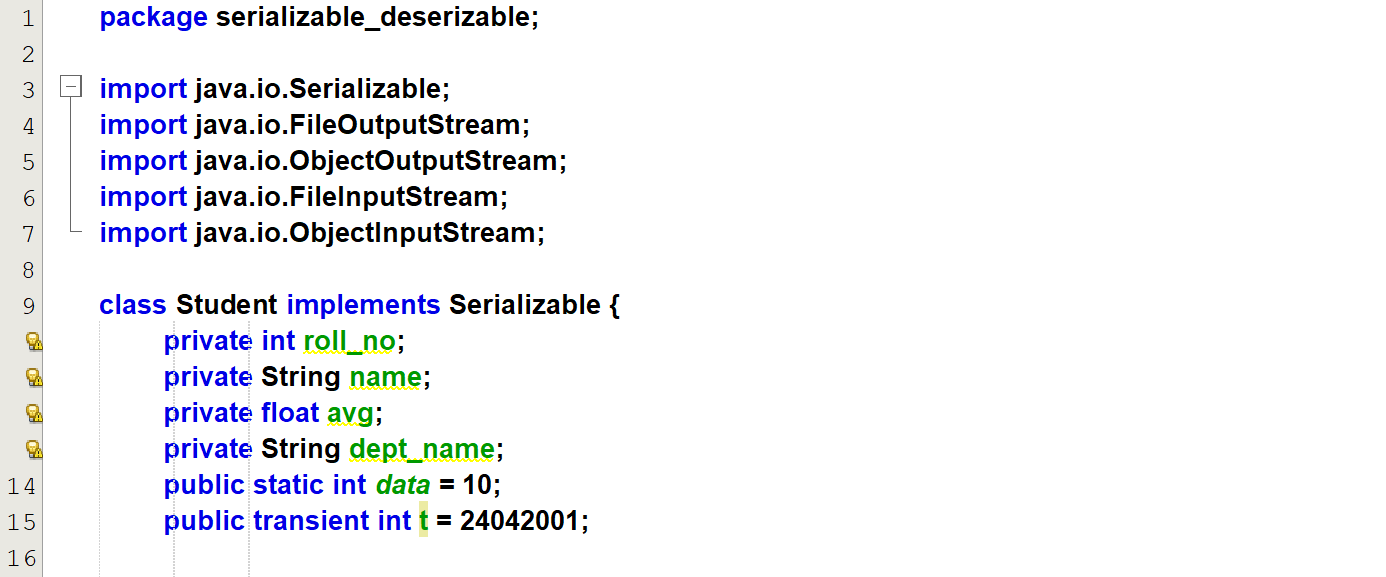 1 package serializable_deserizable;
2
3 import java.io.Serializable;
4 import java.io.FileOutputStream;
5 import java.io.ObjectOutputStream;
6 import java.io.FileInputStream;
7 import java.io.ObjectInputStream;
8
9 class Student implements Serializable {
private int roll_no;
private String name;
private float avg;
private String dept_name;
14 public static int data = 10;
15 public transient int t = 24042001;
16